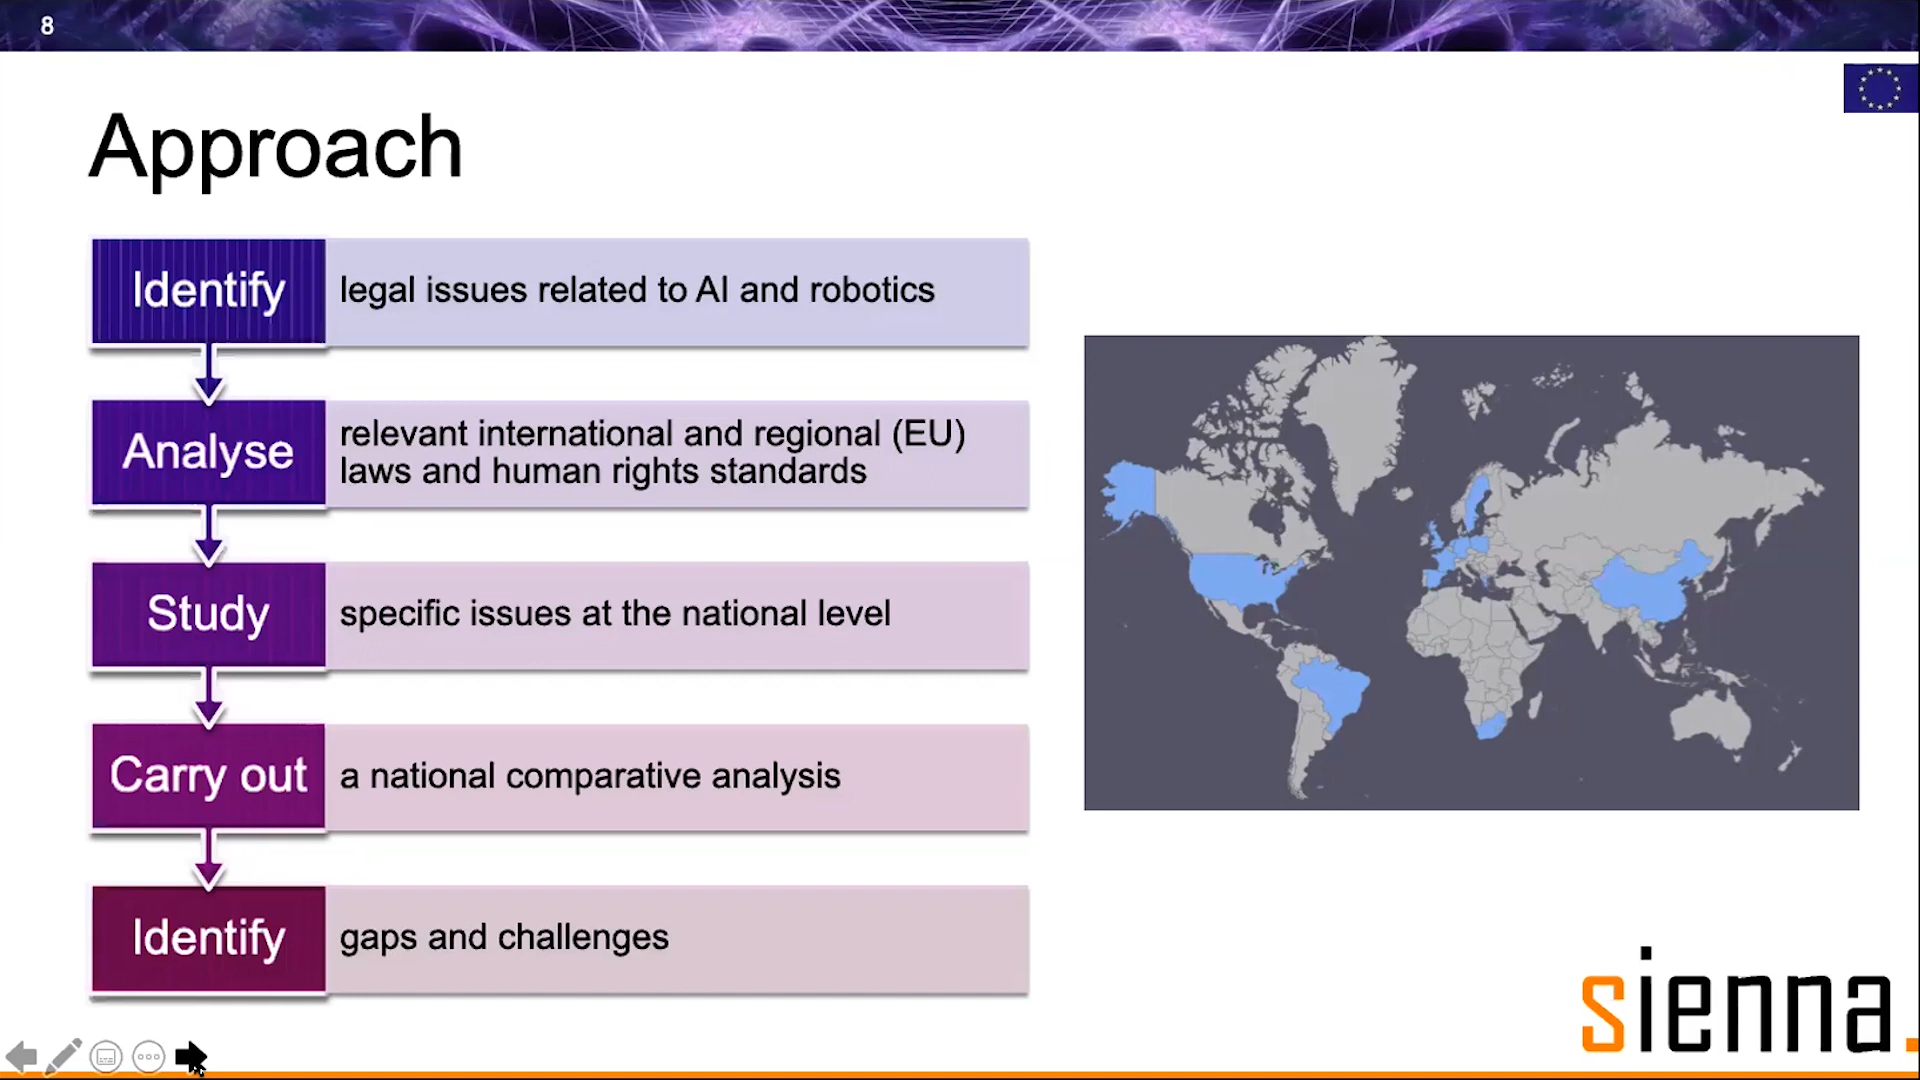 8
Approach
Identify
legal issues related to AI and robotics
Analyse
relevant international and regional (EU)
laws and human rights standards
Study
specific issues at the national level
Carry out
a national comparative analysis
Identify
gaps and challenges
sienna.